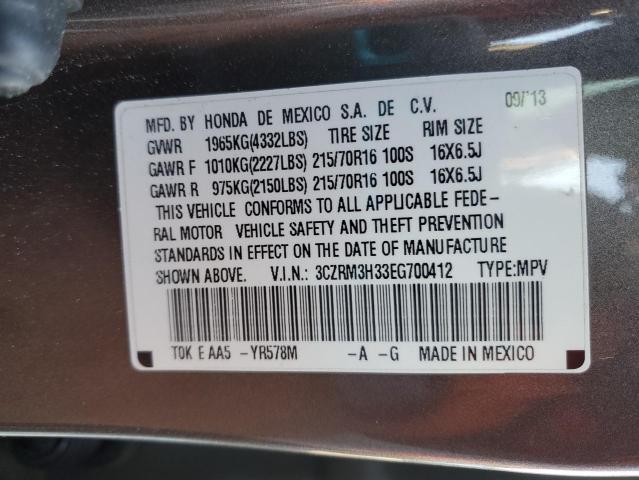 MFD. BY HONDA DE MEXICO S.A. DE C.V. 09/13
GVWR 1965KG(4332LBS) TIRE SIZE RIM SIZE
GAWR F 1010KG(2227LBS) 215/70R16 100S 16X6.5J
GAWR R 975KG(2150LBS) 215/70R16 100S 16X6.5J
THIS VEHICLE CONFORMS TO ALL APPLICABLE FEDE-
RAL MOTOR VEHICLE SAFETY AND THEFT PREVENTION
STANDARDS IN EFFECT ON THE DATE OF MANUFACTURE
SHOWN ABOVE. V.I.N.: 3CZRM3H33EG700412 TYPE:MPV
T0K E AA5 -YR578M -A -G MADE IN MEXICO